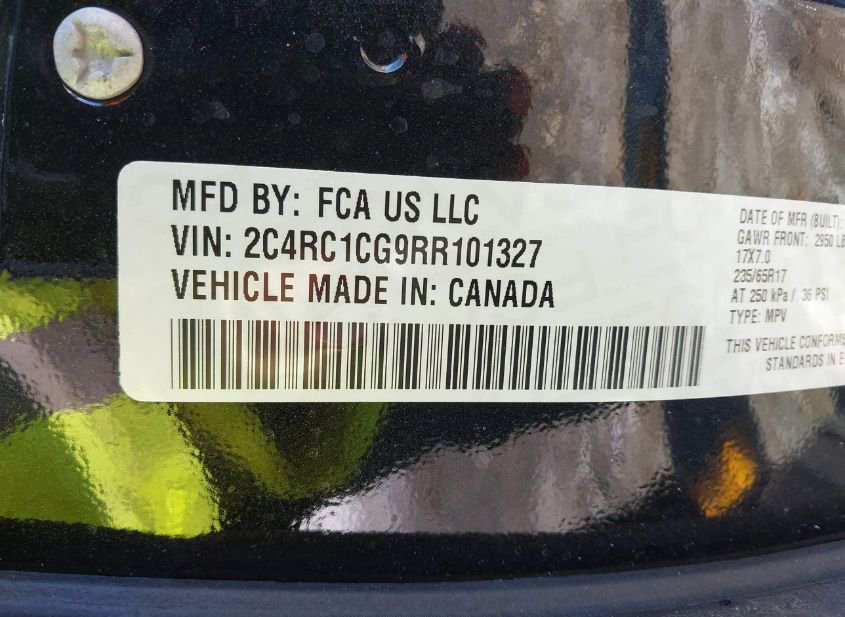 MFD BY: FCA US LLC
VIN: 2C4RC1CG9RR101327
VEHICLE MADE IN: CANADA
DATE OF MFR (BUILT):
GAWR FRONT: 2950 LB
17X7.0
235/65R17
AT 250 kPa / 36 PSI
TYPE: MPV
THIS VEHICLE CONFORMS
STANDARDS IN E